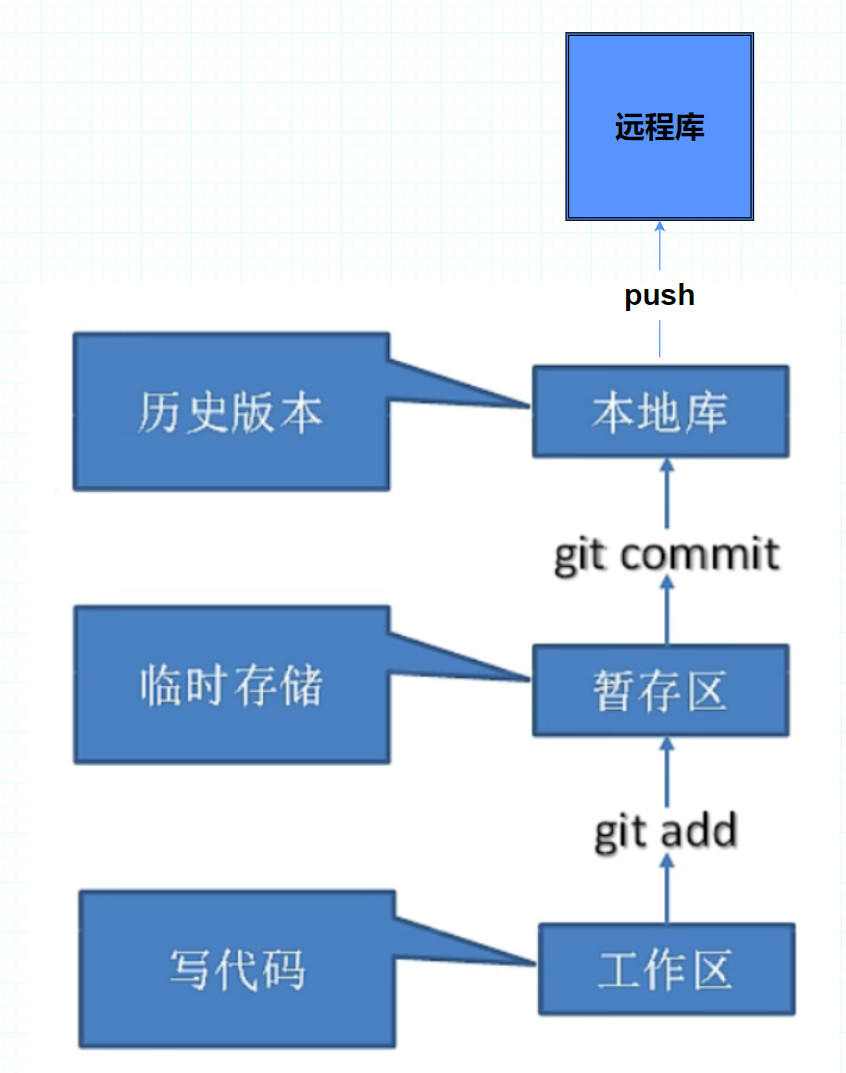 远程库
push
历史版本
本地库
git commit
临时存储
暂存区
git add
写代码
工作区